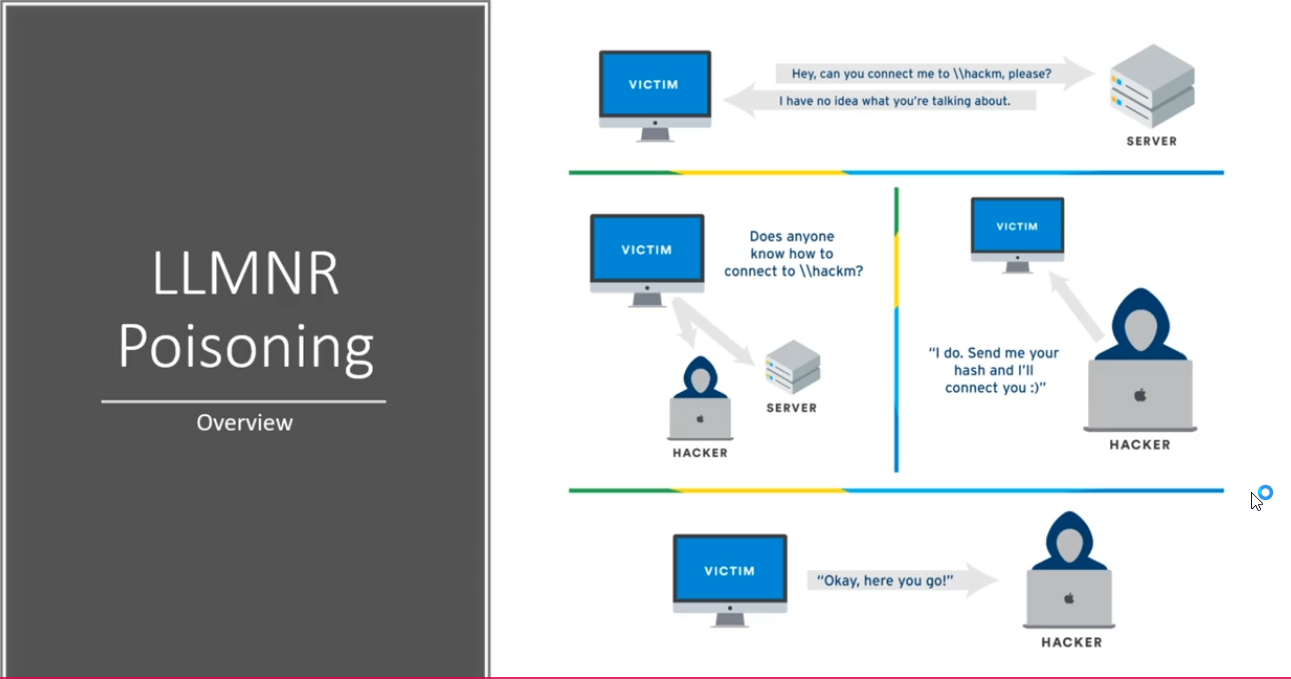 LLMNR
Poisoning
Overview
VICTIM
Hey, can you connect me to \\hackm, please?
I have no idea what you're talking about.
SERVER
VICTIM
Does anyone
know how to
connect to \\hackm?
HACKER
SERVER
VICTIM
“I do. Send me your
hash and I'll
connect you :)”
HACKER
VICTIM
“Okay, here you go!”
HACKER